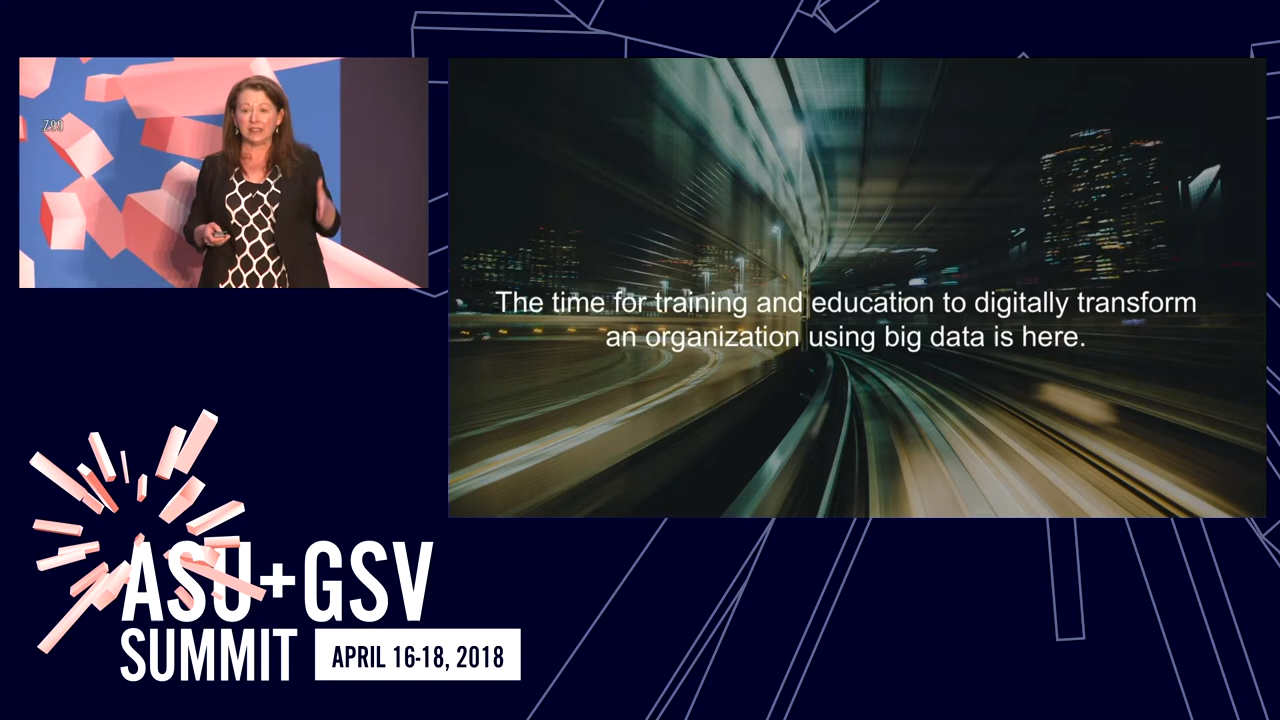 The time for training and education to digitally transform
an organization using big data is here.
ASU+GSV
SUMMIT
APRIL 16-18, 2018